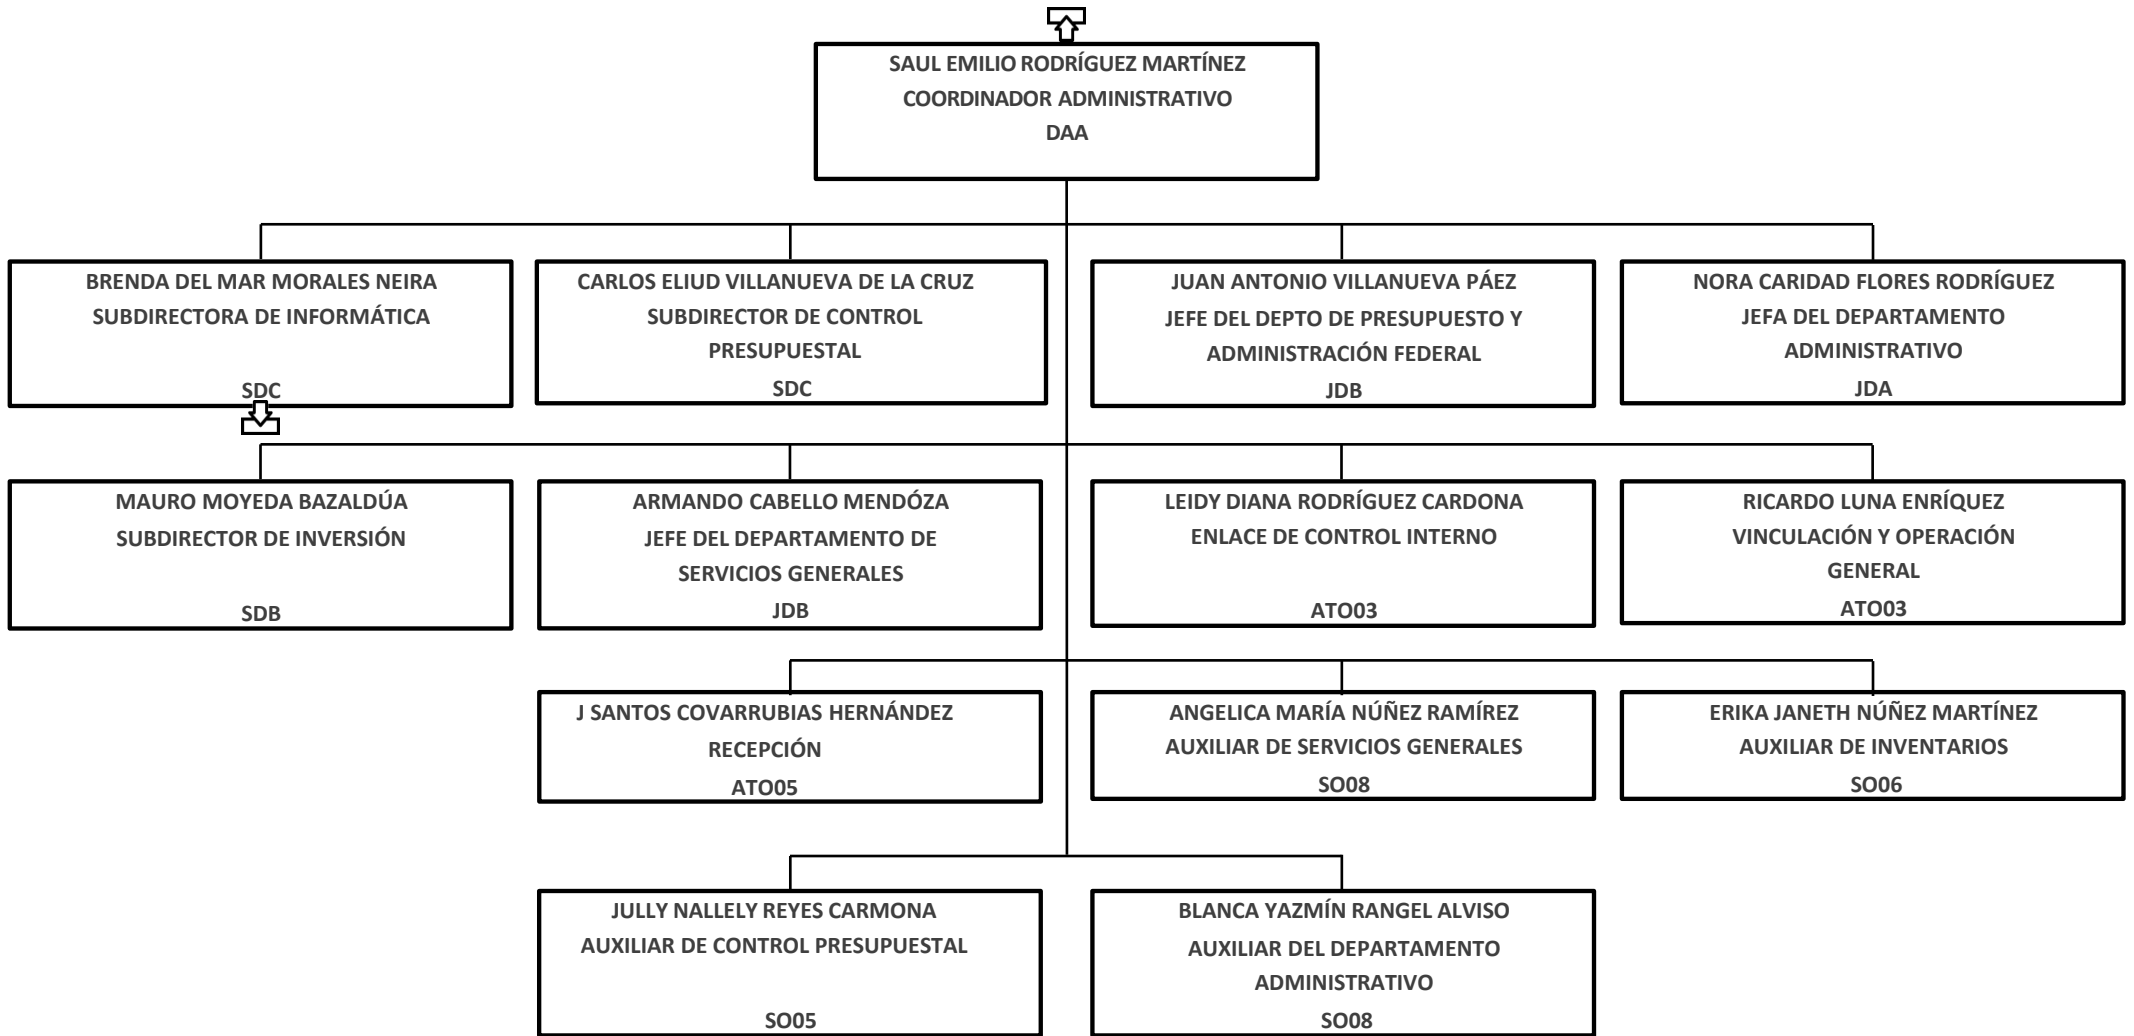 SAUL EMILIO RODRÍGUEZ MARTÍNEZ
COORDINADOR ADMINISTRATIVO
DAA
BRENDA DEL MAR MORALES NEIRA
SUBDIRECTORA DE INFORMÁTICA
SDC
CARLOS ELIUD VILLANUEVA DE LA CRUZ
SUBDIRECTOR DE CONTROL
PRESUPUESTAL
SDC
JUAN ANTONIO VILLANUEVA PÁEZ
JEFE DEL DEPTO DE PRESUPUESTO Y
ADMINISTRACIÓN FEDERAL
JDB
NORA CARIDAD FLORES RODRÍGUEZ
JEFA DEL DEPARTAMENTO
ADMINISTRATIVO
JDA
MAURO MOYEDA BAZALDÚA
SUBDIRECTOR DE INVERSIÓN
SDB
ARMANDO CABELLO MENDÓZA
JEFE DEL DEPARTAMENTO DE
SERVICIOS GENERALES
JDB
LEIDY DIANA RODRÍGUEZ CARDONA
ENLACE DE CONTROL INTERNO
ATO03
RICARDO LUNA ENRÍQUEZ
VINCULACIÓN Y OPERACIÓN
GENERAL
ATO03
J SANTOS COVARRUBIAS HERNÁNDEZ
RECEPCIÓN
ATO05
ANGELICA MARÍA NÚÑEZ RAMÍREZ
AUXILIAR DE SERVICIOS GENERALES
SO08
ERIKA JANETH NÚÑEZ MARTÍNEZ
AUXILIAR DE INVENTARIOS
SO06
JULLY NALLELY REYES CARMONA
AUXILIAR DE CONTROL PRESUPUESTAL
SO05
BLANCA YAZMÍN RANGEL ALVISO
AUXILIAR DEL DEPARTAMENTO
ADMINISTRATIVO
SO08